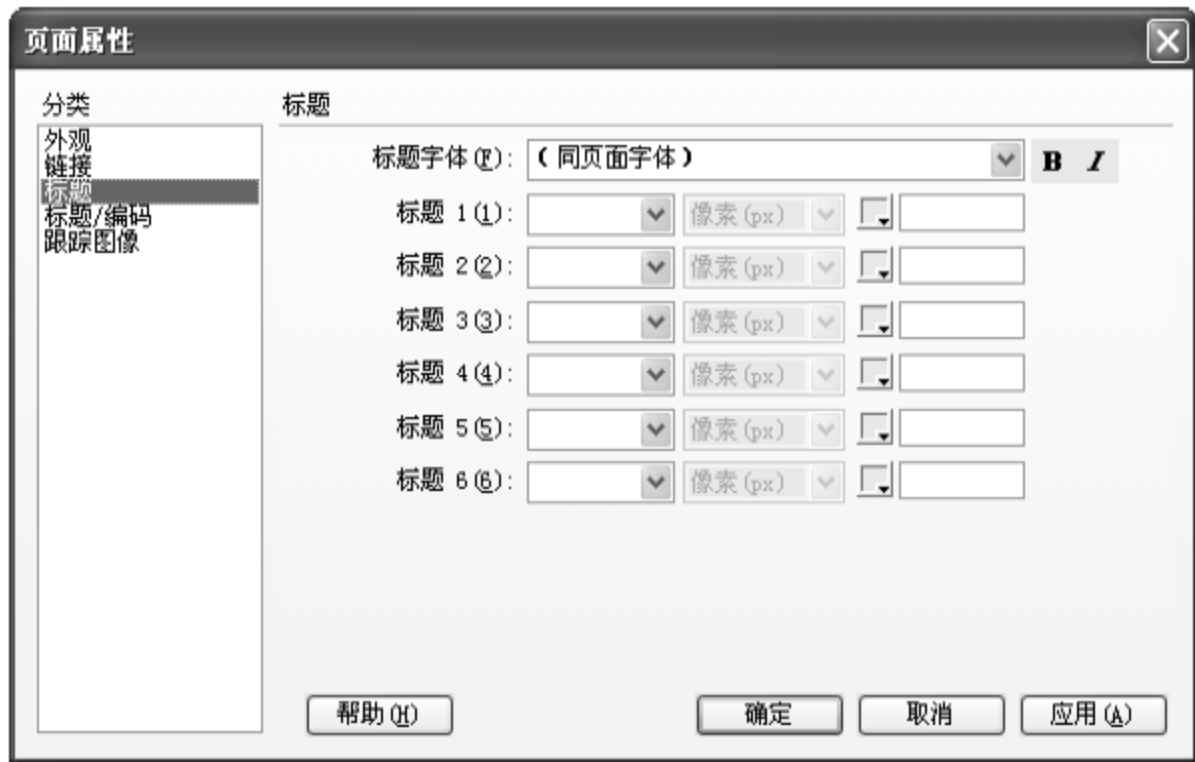 页面属性
分类
外观
链接
标题
标题/编码
跟踪图像
标题
标题字体(F): (同页面字体) B I
标题 1(1): 像素(px)
标题 2(2): 像素(px)
标题 3(3): 像素(px)
标题 4(4): 像素(px)
标题 5(5): 像素(px)
标题 6(6): 像素(px)
帮助(H) 确定 取消 应用(A)